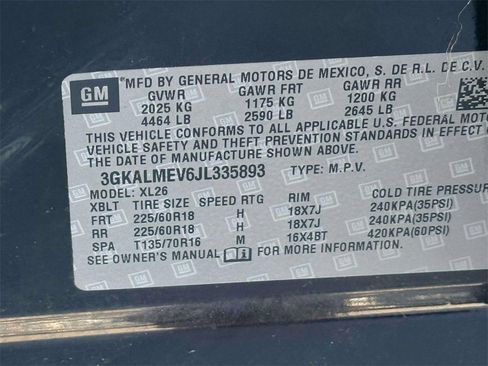 GM
MFD BY GENERAL MOTORS DE MEXICO, S. DE R.L. DE C.V.
GVWR GAWR FRT GAWR RR
2025 KG 1175 KG 1200 KG
4464 LB 2590 LB 2645 LB
THIS VEHICLE CONFORMS TO ALL APPLICABLE U.S. FEDERAL MOTOR
VEHICLE SAFETY AND THEFT PREVENTION STANDARDS IN EFFECT
THE DATE OF MANUFACTURE SHOWN ABOVE.
3GKALMEV6JL335893 TYPE: M.P.V.
MODEL: XL26
XBLT TIRE SIZE SPEED RTG RIM COLD TIRE PRESSURE
FRT 225/60R18 H 18X7J 240KPA(35PSI)
RR 225/60R18 H 18X7J 240KPA(35PSI)
SPA T135/70R16 M 16X4BT 420KPA(60PSI)
SEE OWNER'S MANUAL FOR MORE INFORMATION.